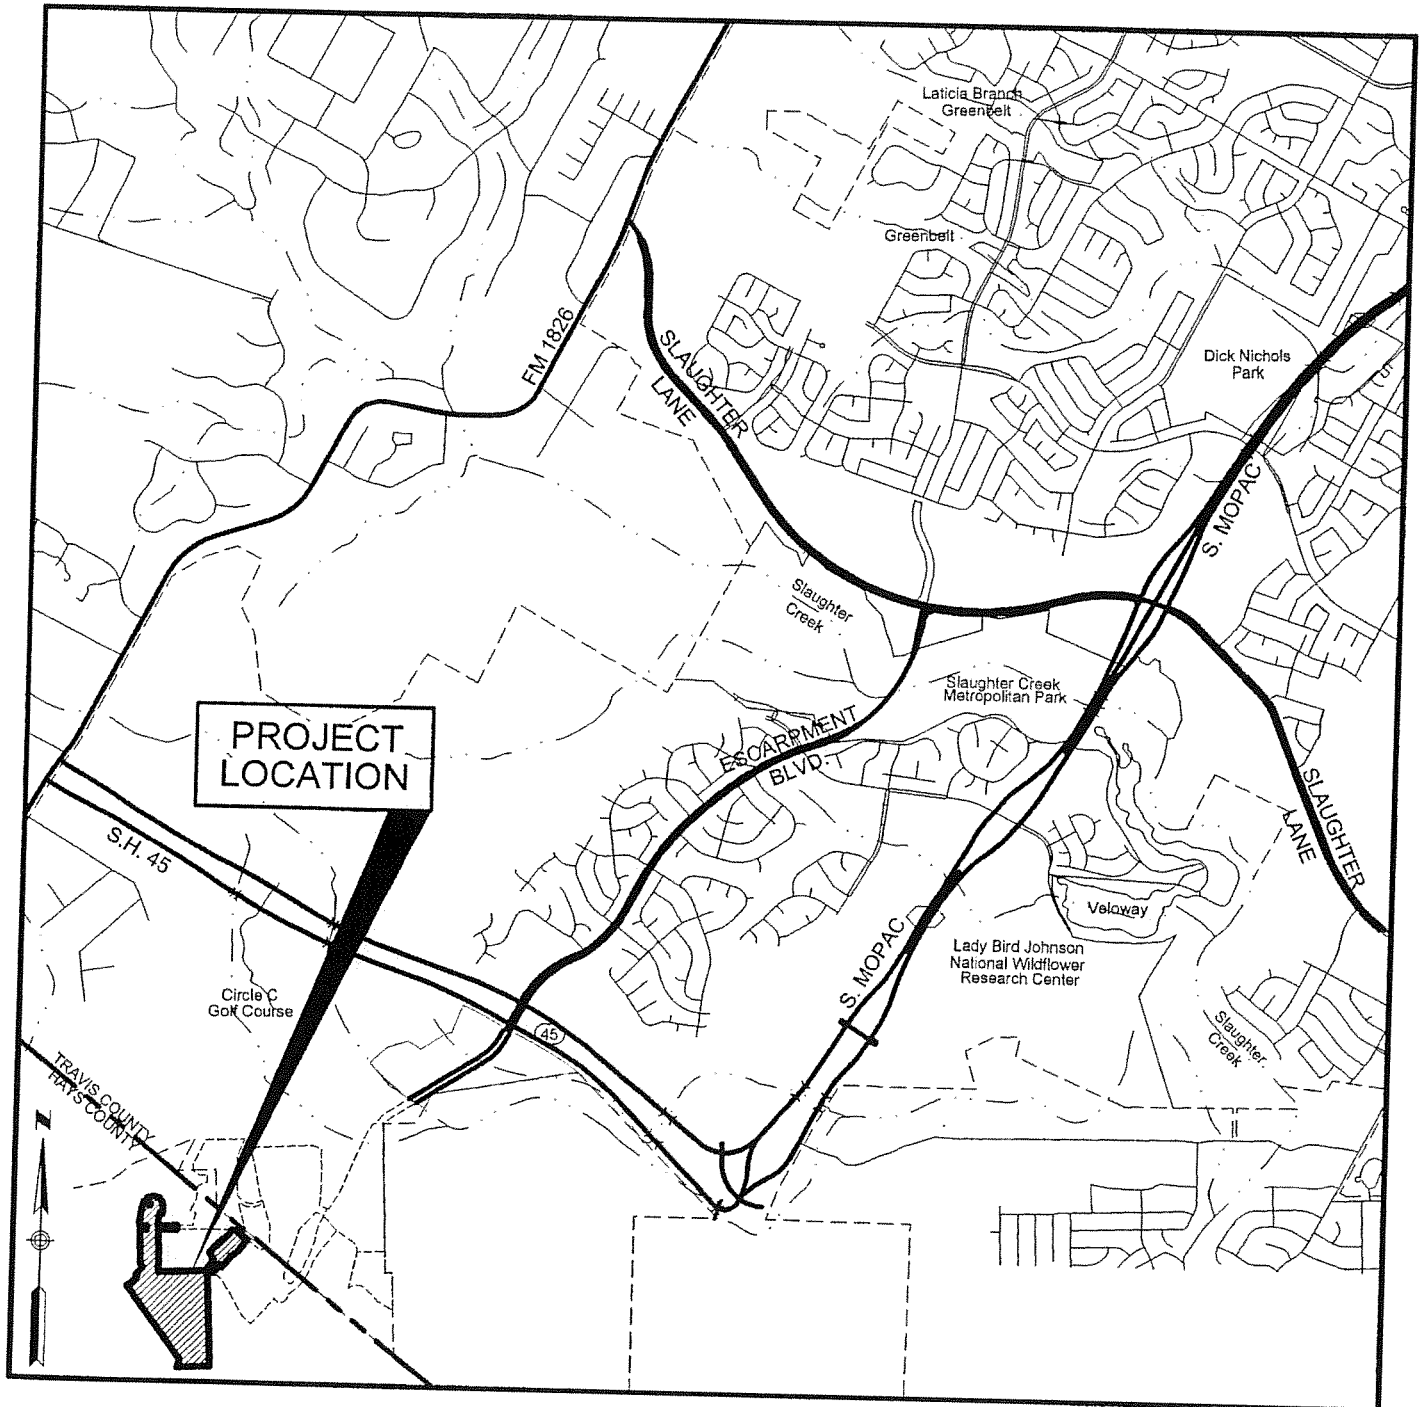 Laticia Branch
Greenbelt
Greenbelt
FM 1826
SLAUGHTER
LANE
Dick Nichols
Park
S. MOPAC
Slaughter
Creek
Slaughter Creek
Metropolitan Park
PROJECT
LOCATION
ESCARPMENT
BLVD.
SLAUGHTER
LANE
S.H. 45
Veloway
S. MOPAC
Lady Bird Johnson
National Wildflower
Research Center
Circle C
Golf Course
45
Slaughter
Creek
TRAVIS COUNTY
HAYS COUNTY
N